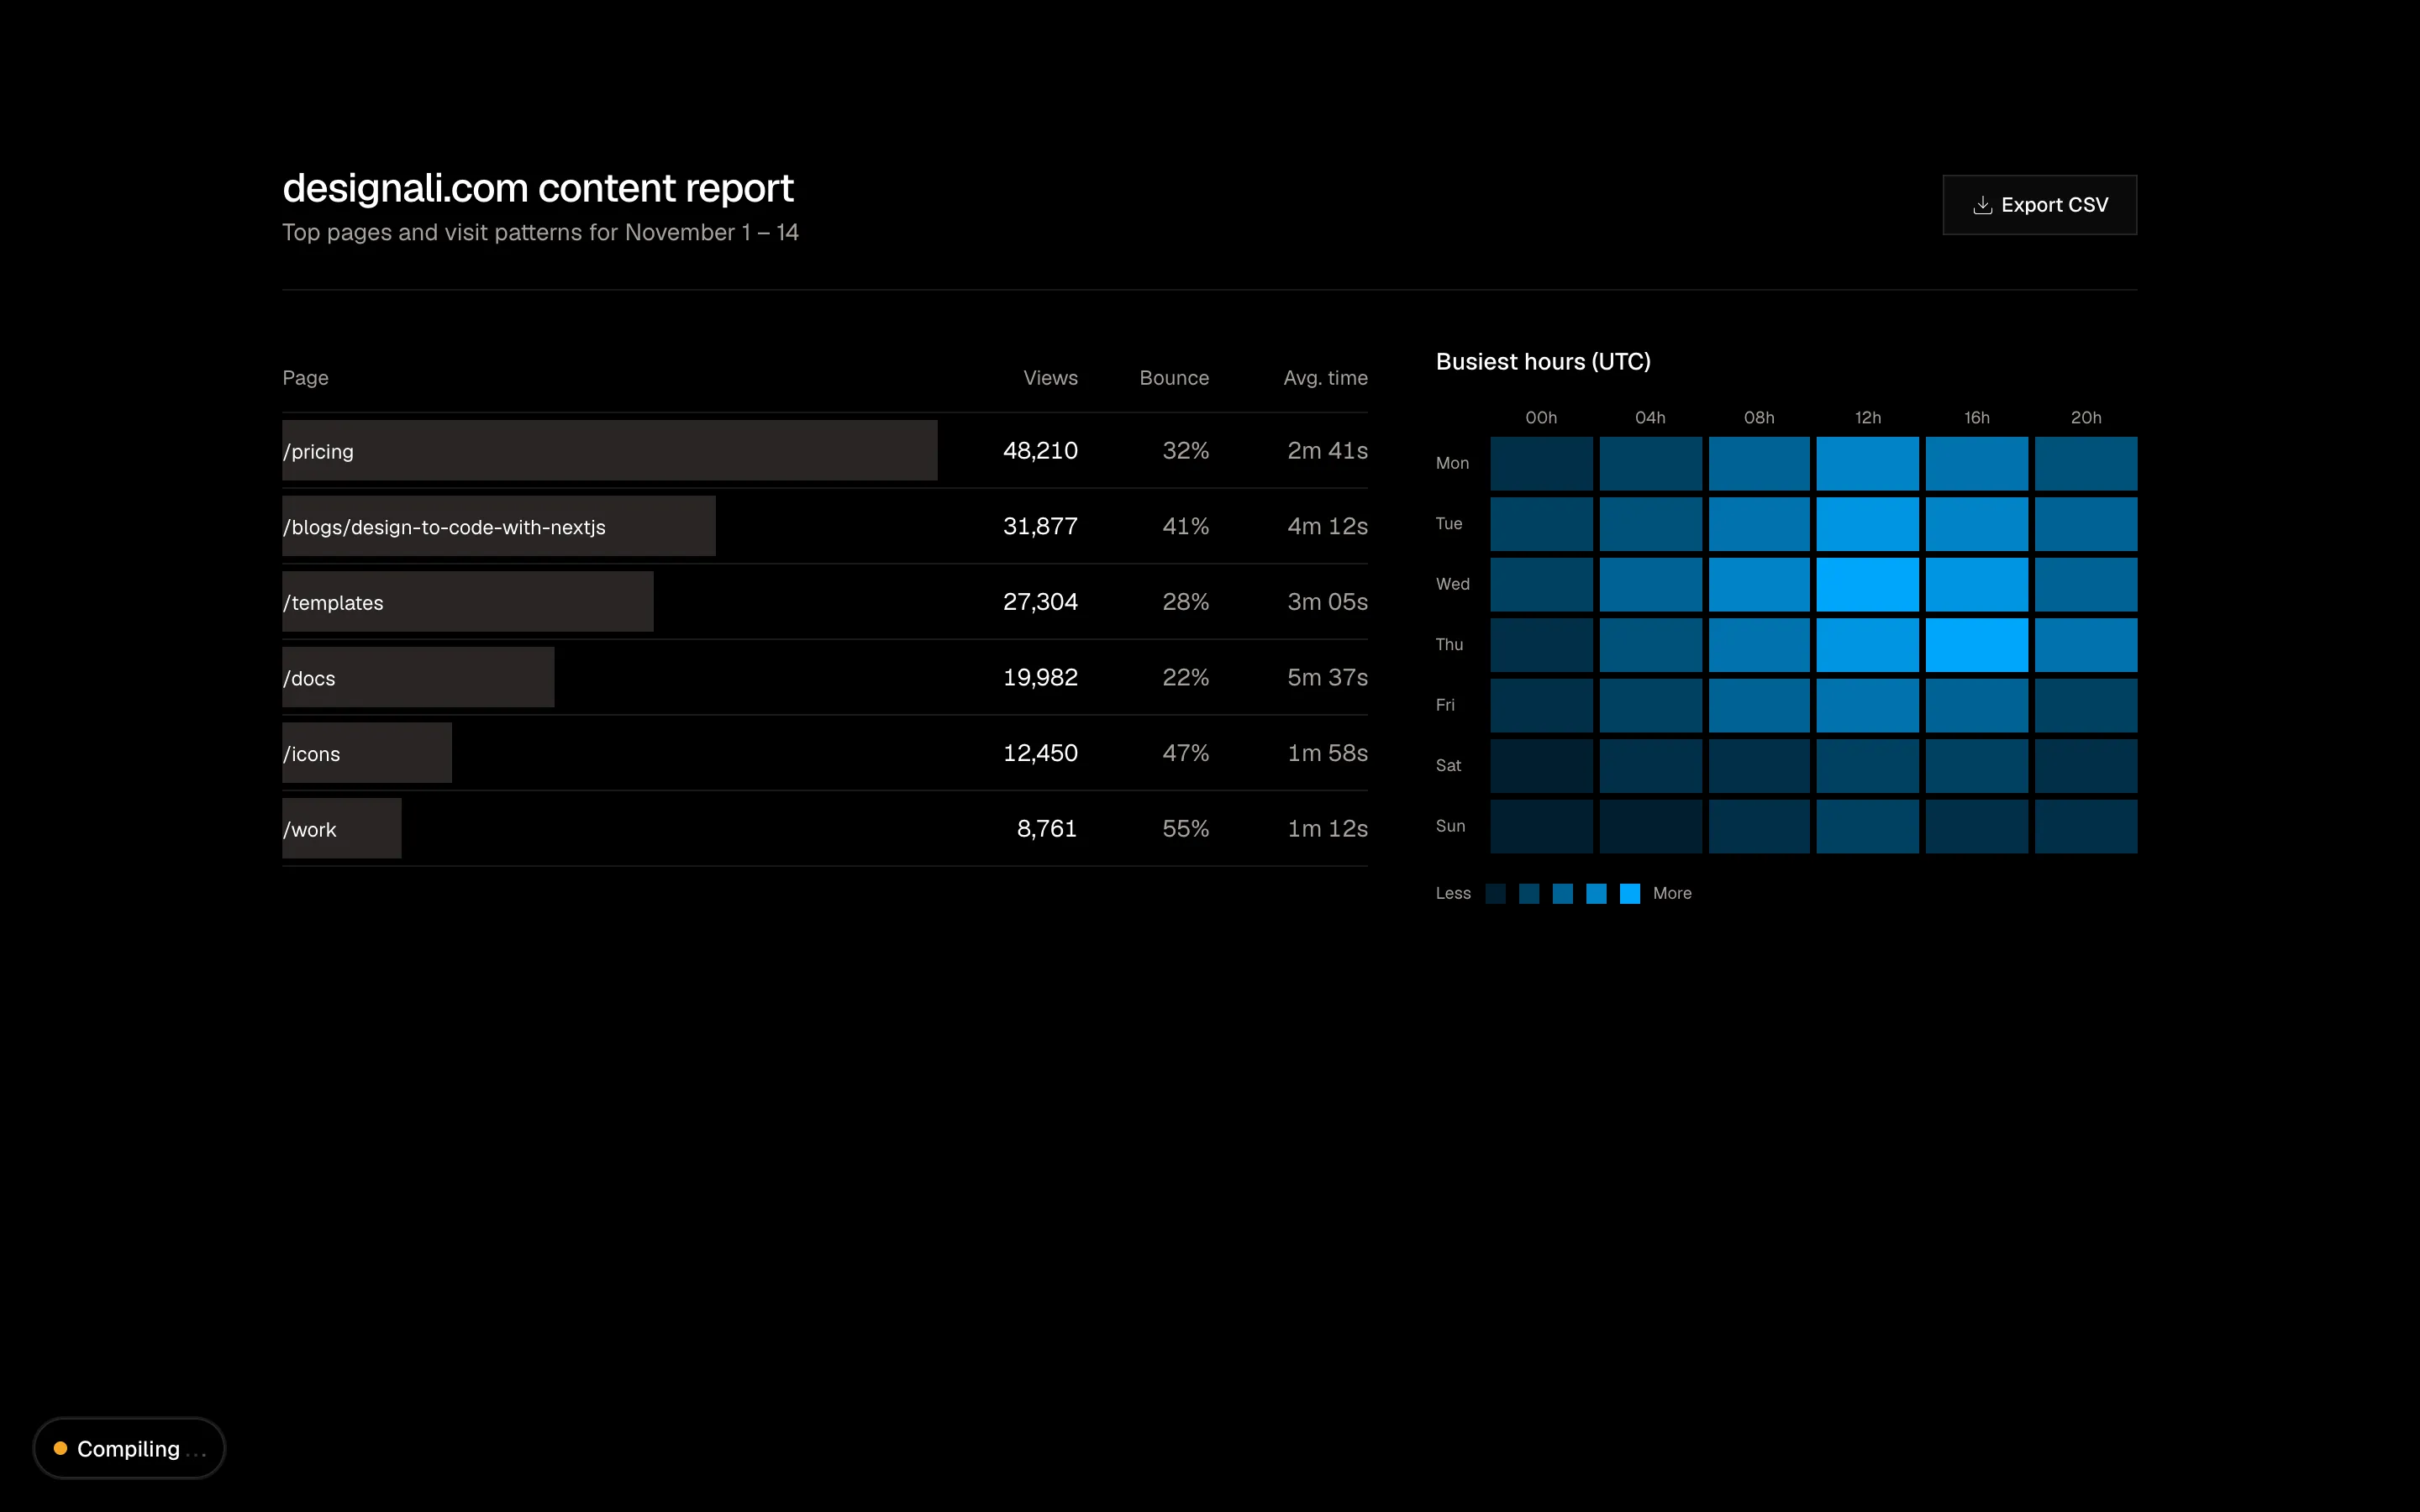 designali.com content report
Top pages and visit patterns for November 1 – 14
Export CSV
Page Views Bounce Avg. time
/pricing 48,210 32% 2m 41s
/blogs/design-to-code-with-nextjs 31,877 41% 4m 12s
/templates 27,304 28% 3m 05s
/docs 19,982 22% 5m 37s
/icons 12,450 47% 1m 58s
/work 8,761 55% 1m 12s
Busiest hours (UTC)
00h 04h 08h 12h 16h 20h
Mon
Tue
Wed
Thu
Fri
Sat
Sun
Less More
Compiling ...